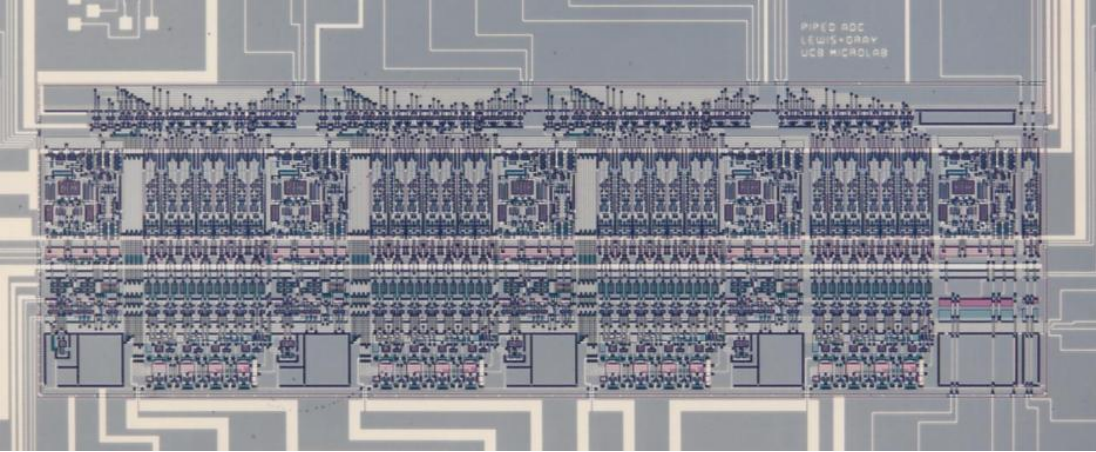 PIPED ADC
LEWIS+GRAY
UCB MICROLAB